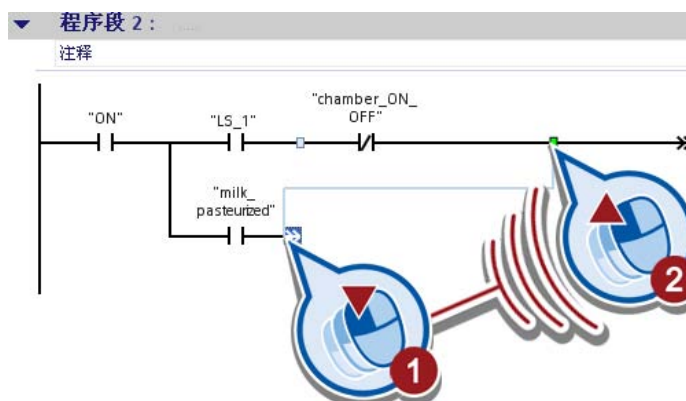 程序段 2：
注释
"chamber_ON_
OFF"
"ON"
"LS_1"
"milk_
pasteurized"
1
2